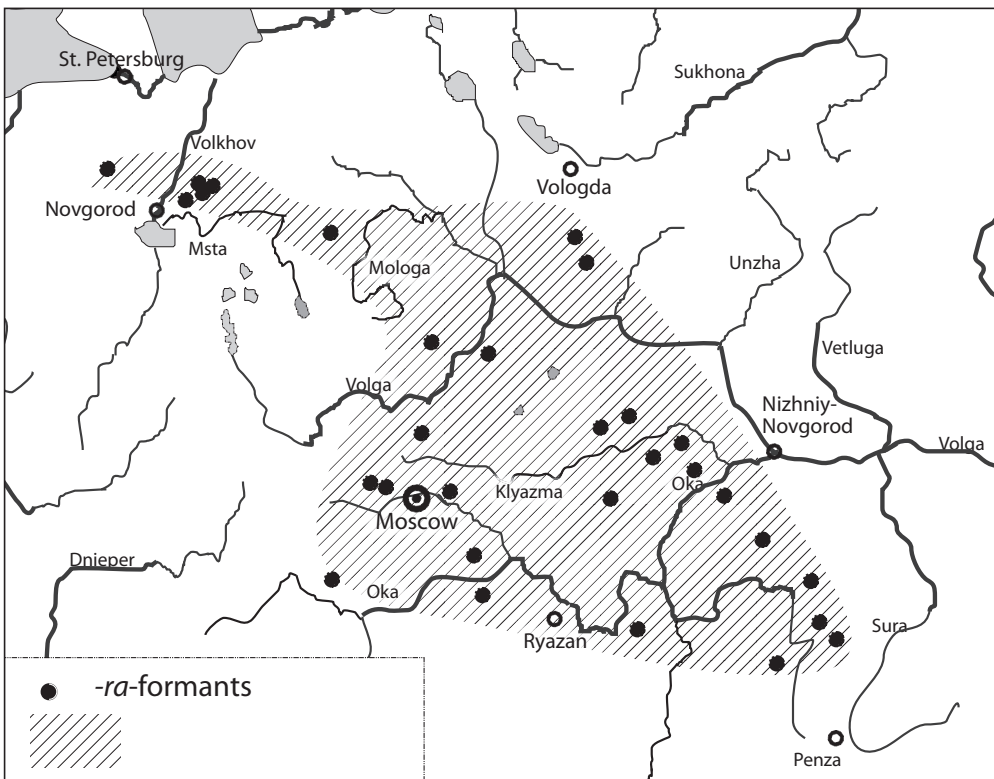 St. Petersburg
Sukhona
Volkhov
Vologda
Novgorod
Msta
Mologa
Unzha
Vetluga
Volga
Nizhniy-
Novgorod
Volga
Klyazma
Oka
Moscow
Dnieper
Oka
Ryazan
Sura
-ra-formants
Penza